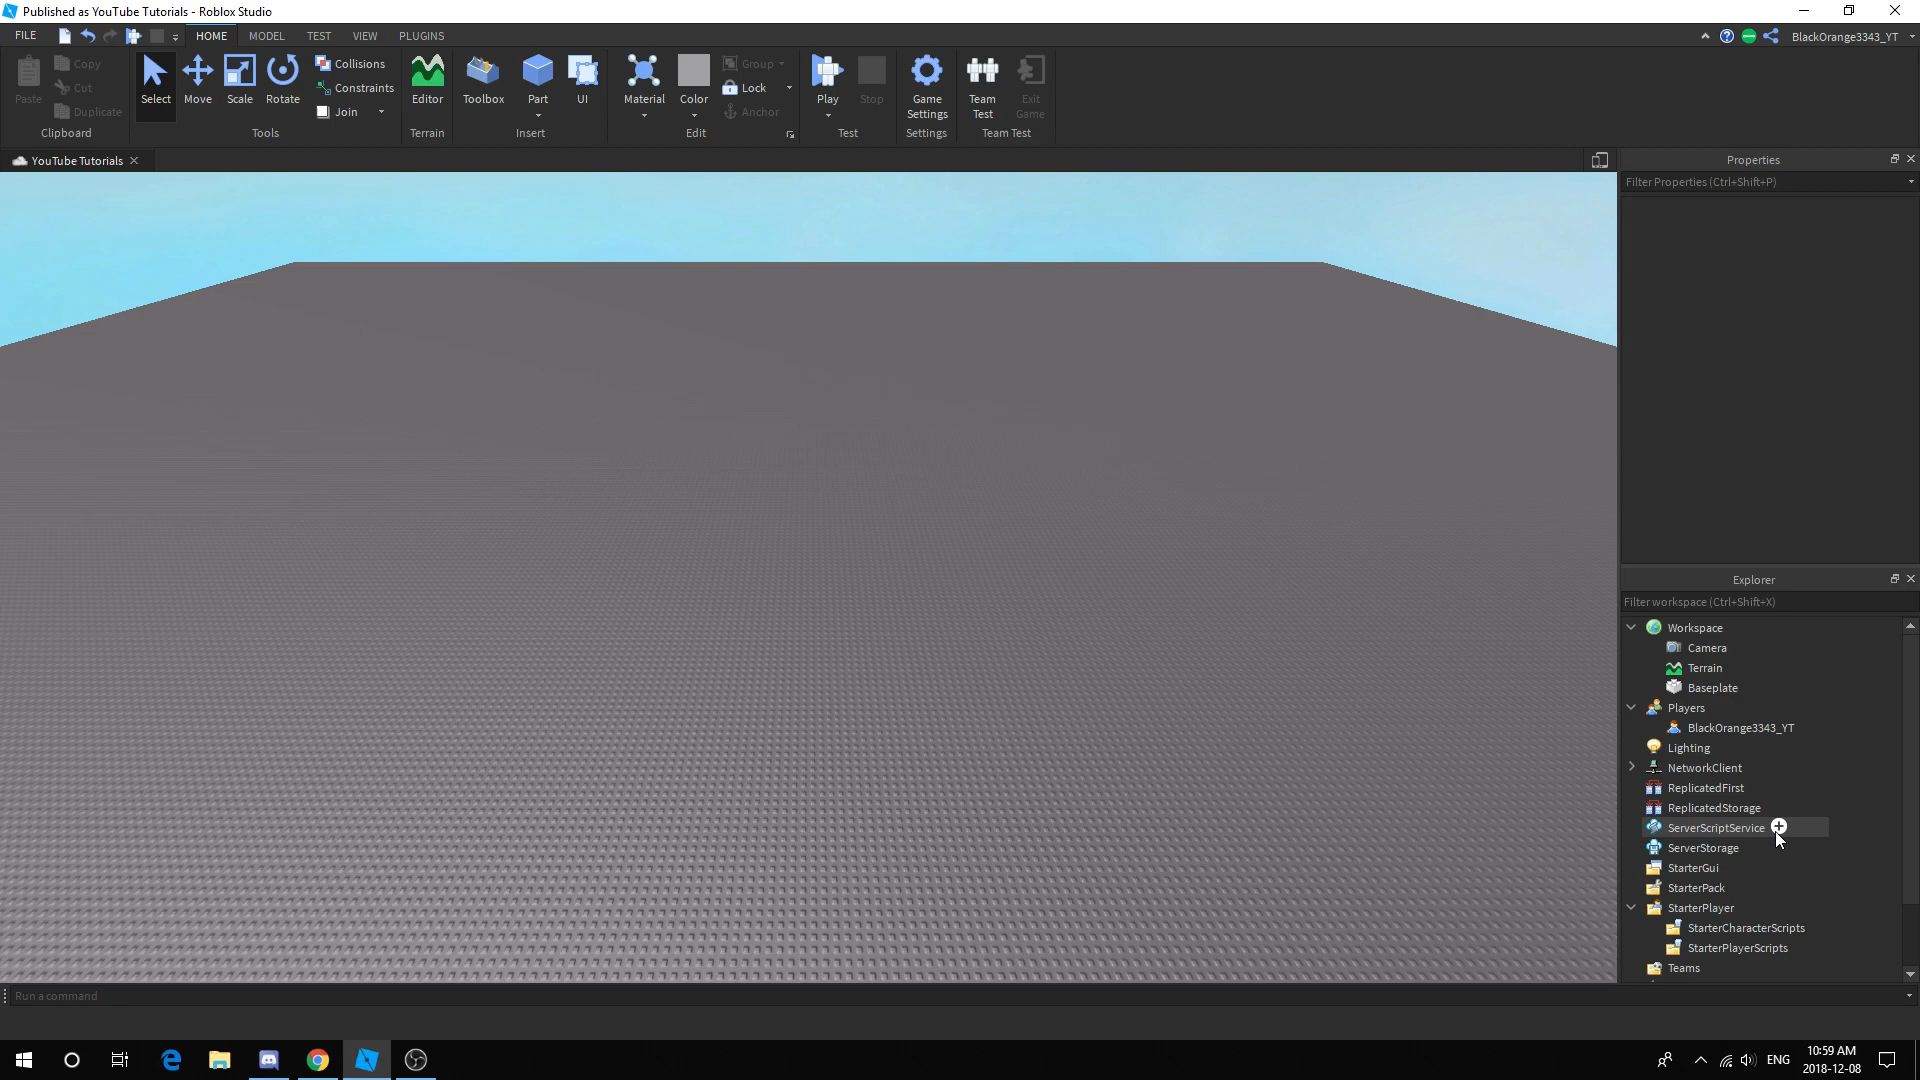 Published as YouTube Tutorials - Roblox Studio
FILE
HOME
MODEL
TEST
VIEW
PLUGINS
BlackOrange3343_YT
Paste
Copy
Cut
Duplicate
Clipboard
Select
Move
Scale
Rotate
Collisions
Constraints
Join
Tools
Editor
Terrain
Toolbox
Part
UI
Insert
Material
Color
Group
Lock
Anchor
Edit
Play
Stop
Test
Game
Settings
Settings
Team
Test
Exit
Game
Team Test
YouTube Tutorials
Properties
Filter Properties (Ctrl+Shift+P)
Explorer
Filter workspace (Ctrl+Shift+X)
Workspace
Camera
Terrain
Baseplate
Players
BlackOrange3343_YT
Lighting
NetworkClient
ReplicatedFirst
ReplicatedStorage
ServerScriptService
ServerStorage
StarterGui
StarterPack
StarterPlayer
StarterCharacterScripts
StarterPlayerScripts
Teams
Run a command
ENG
10:59 AM
2018-12-08